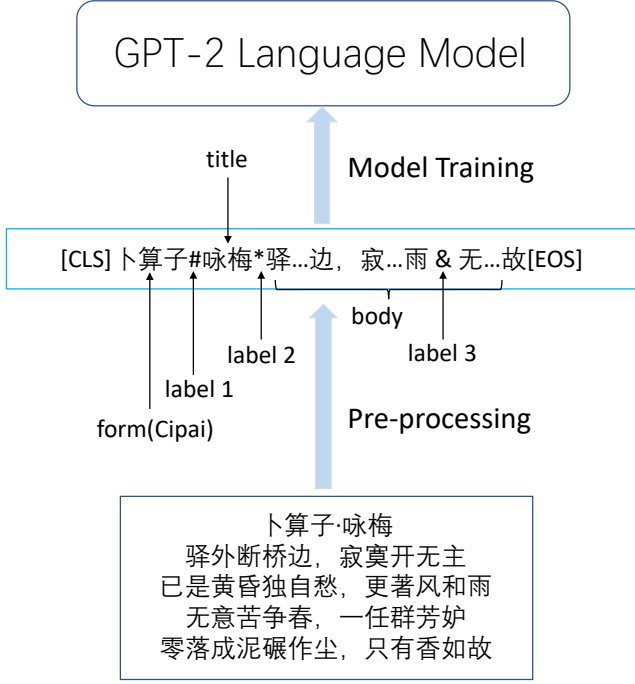 GPT-2 Language Model
Model Training
title
[CLS]卜算子#咏梅*驿...边，寂...雨 & 无...故[EOS]
body
label 2
label 3
label 1
form(Cipai)
Pre-processing
卜算子·咏梅
驿外断桥边，寂寞开无主
已是黄昏独自愁，更著风和雨
无意苦争春，一任群芳妒
零落成泥碾作尘，只有香如故